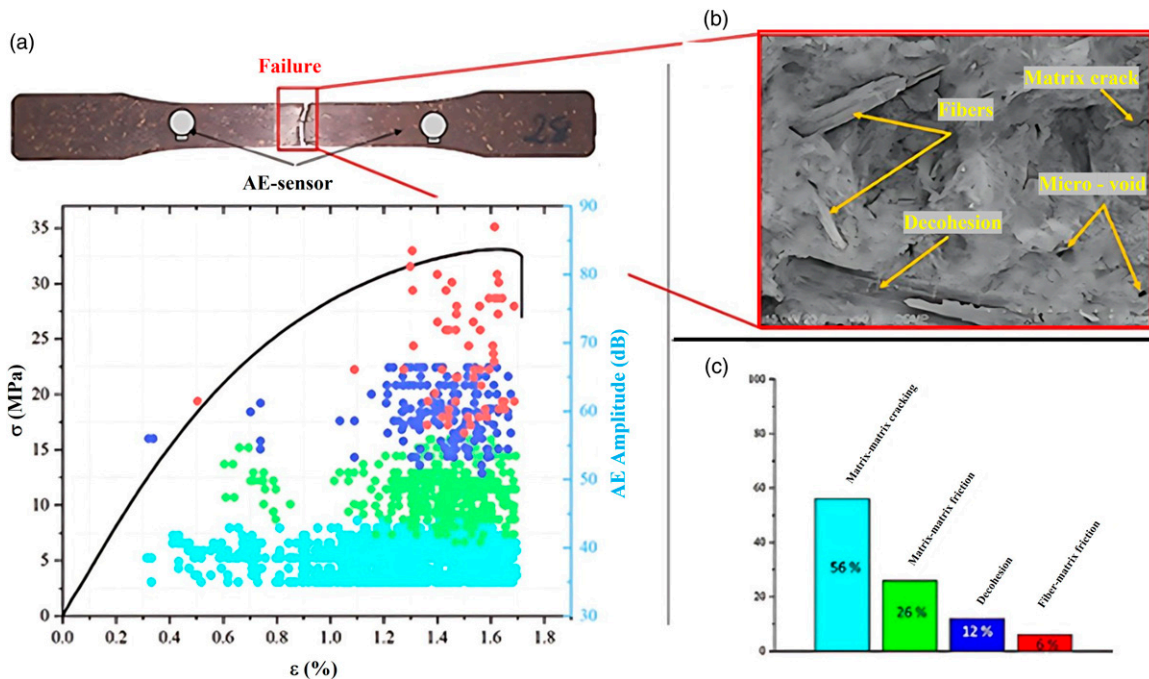 (a)
Failure
AE-sensor
σ (MPa)
35
30
25
20
15
10
5
0
0.0
0.2
0.4
0.6
0.8
1.0
1.2
1.4
1.6
1.8
ε (%)
90
80
70
60
50
40
30
AE Amplitude (dB)
(b)
Matrix crack
Fibers
Micro - void
Decohesion
(c)
100
80
60
40
20
0
Matrix-matrix cracking
Matrix-matrix friction
Decohesion
Fiber-matrix friction
56 %
26 %
12 %
6 %